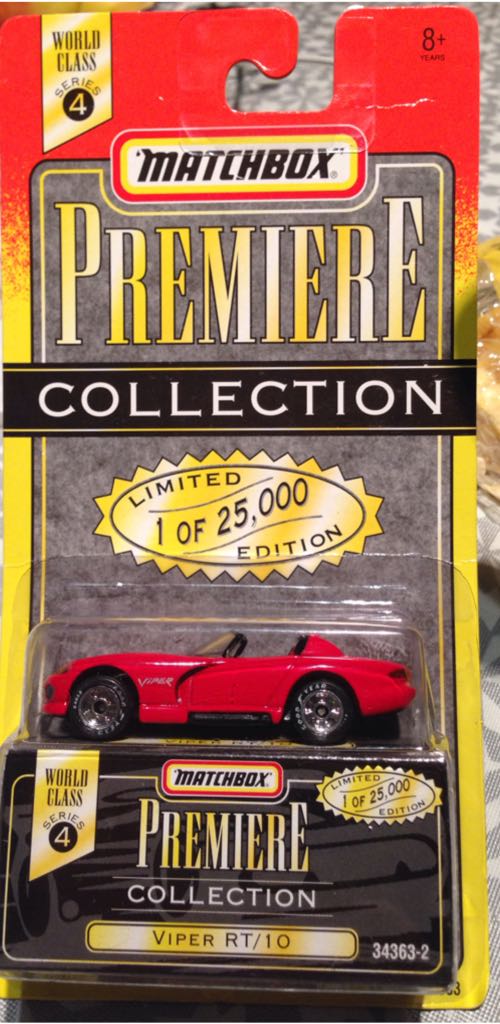 WORLD
CLASS
SERIES
4
8+
YEARS
MATCHBOX®
PREMIERE
COLLECTION
LIMITED
1 OF 25,000
EDITION
VIPER
WORLD
CLASS
SERIES
4
MATCHBOX®
PREMIERE
COLLECTION
LIMITED
1 OF 25,000
EDITION
VIPER RT/10
34363-2